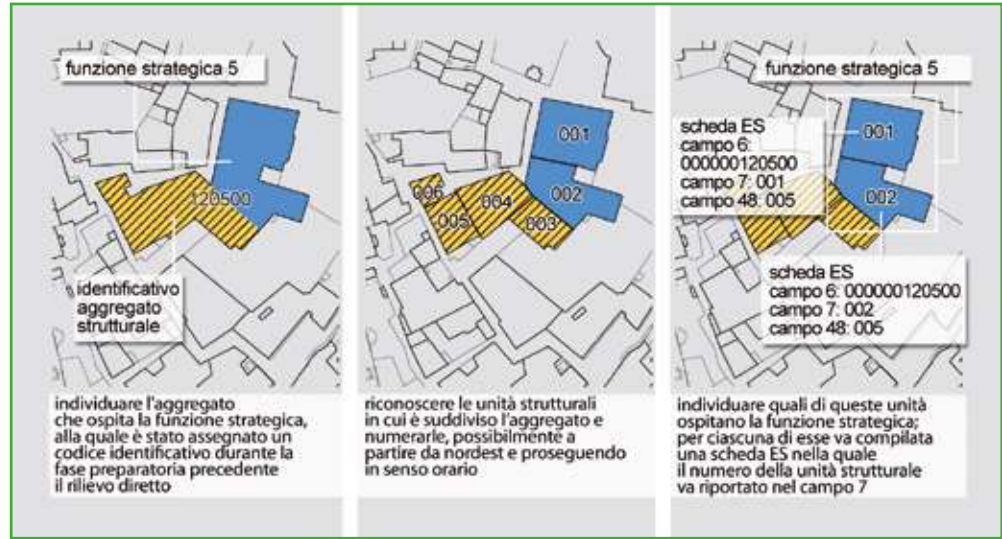 funzione strategica 5
120500
identificativo
aggregato
strutturale
individuare l'aggregato
che ospita la funzione strategica,
alla quale è stato assegnato un
codice identificativo durante la
fase preparatoria precedente
il rilievo diretto
001
002
006
004
005
003
riconoscere le unità strutturali
in cui è suddiviso l'aggregato e
numerarle, possibilmente a
partire da nordest e proseguendo
in senso orario
funzione strategica 5
scheda ES
campo 6:
000000120500
campo 7: 001
campo 48: 005
001
002
scheda ES
campo 6: 000000120500
campo 7: 002
campo 48: 005
individuare quali di queste unità
ospitano la funzione strategica;
per ciascuna di esse va compilata
una scheda ES nella quale
il numero della unità strutturale
va riportato nel campo 7